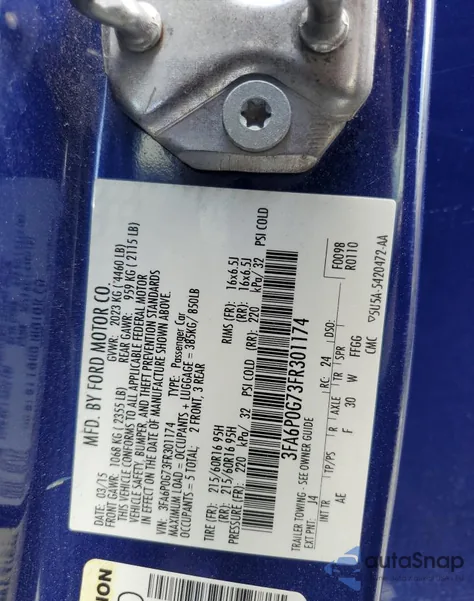 MFD. BY FORD MOTOR CO.
DATE: 03/15 GVWR: 2023 KG (4460 LB)
FRONT GAWR: 1068 KG (2355 LB) REAR GAWR: 959 KG (2115 LB)
THIS VEHICLE CONFORMS TO ALL APPLICABLE FEDERAL MOTOR
VEHICLE SAFETY, BUMPER, AND THEFT PREVENTION STANDARDS
IN EFFECT ON THE DATE OF MANUFACTURE SHOWN ABOVE.
VIN: 3FA6P0G73FR301174 TYPE: Passenger Car
MAXIMUM LOAD = OCCUPANTS + LUGGAGE = 385KG/ 850LB
OCCUPANTS = 5 TOTAL: 2 FRONT, 3 REAR
TIRE (FR): 215/60R16 95H RIMS (FR): 16x6.5J
(RR): 215/60R16 95H (RR): 16x6.5J
PRESSURE (FR): 220 kPa/ 32 PSI COLD (RR): 220 kPa/ 32 PSI COLD
3FA6P0G73FR301174
TRAILER TOWING - SEE OWNER GUIDE F0098
EXT PNT: J4 RC: 24 DSO: R0110
INT TR TP/PS R AXLE TR SPR
AE F 30 W FFGG
CMC ▽5U5A-5420472-AA
ION
autoSnap